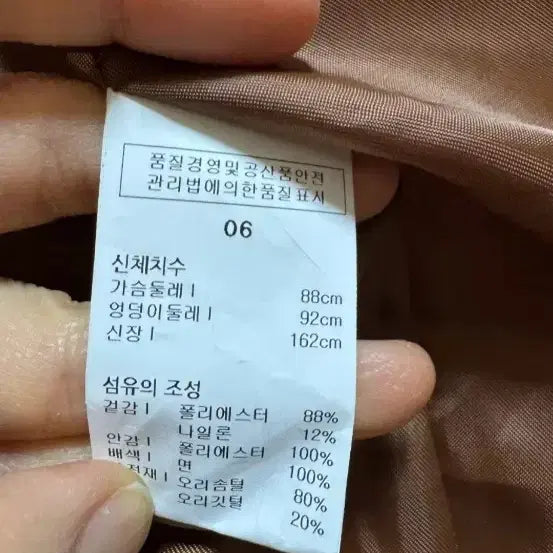 품질경영및공산품안전
관리법에의한품질표시
06
신체치수
가슴둘레 I 88cm
엉덩이둘레 I 92cm
신장 I 162cm
섬유의 조성
겉감 I 폴리에스터 88%
나일론 12%
안감 I 폴리에스터 100%
배색 I 면 100%
전재 I 오리솜털 80%
오리깃털 20%